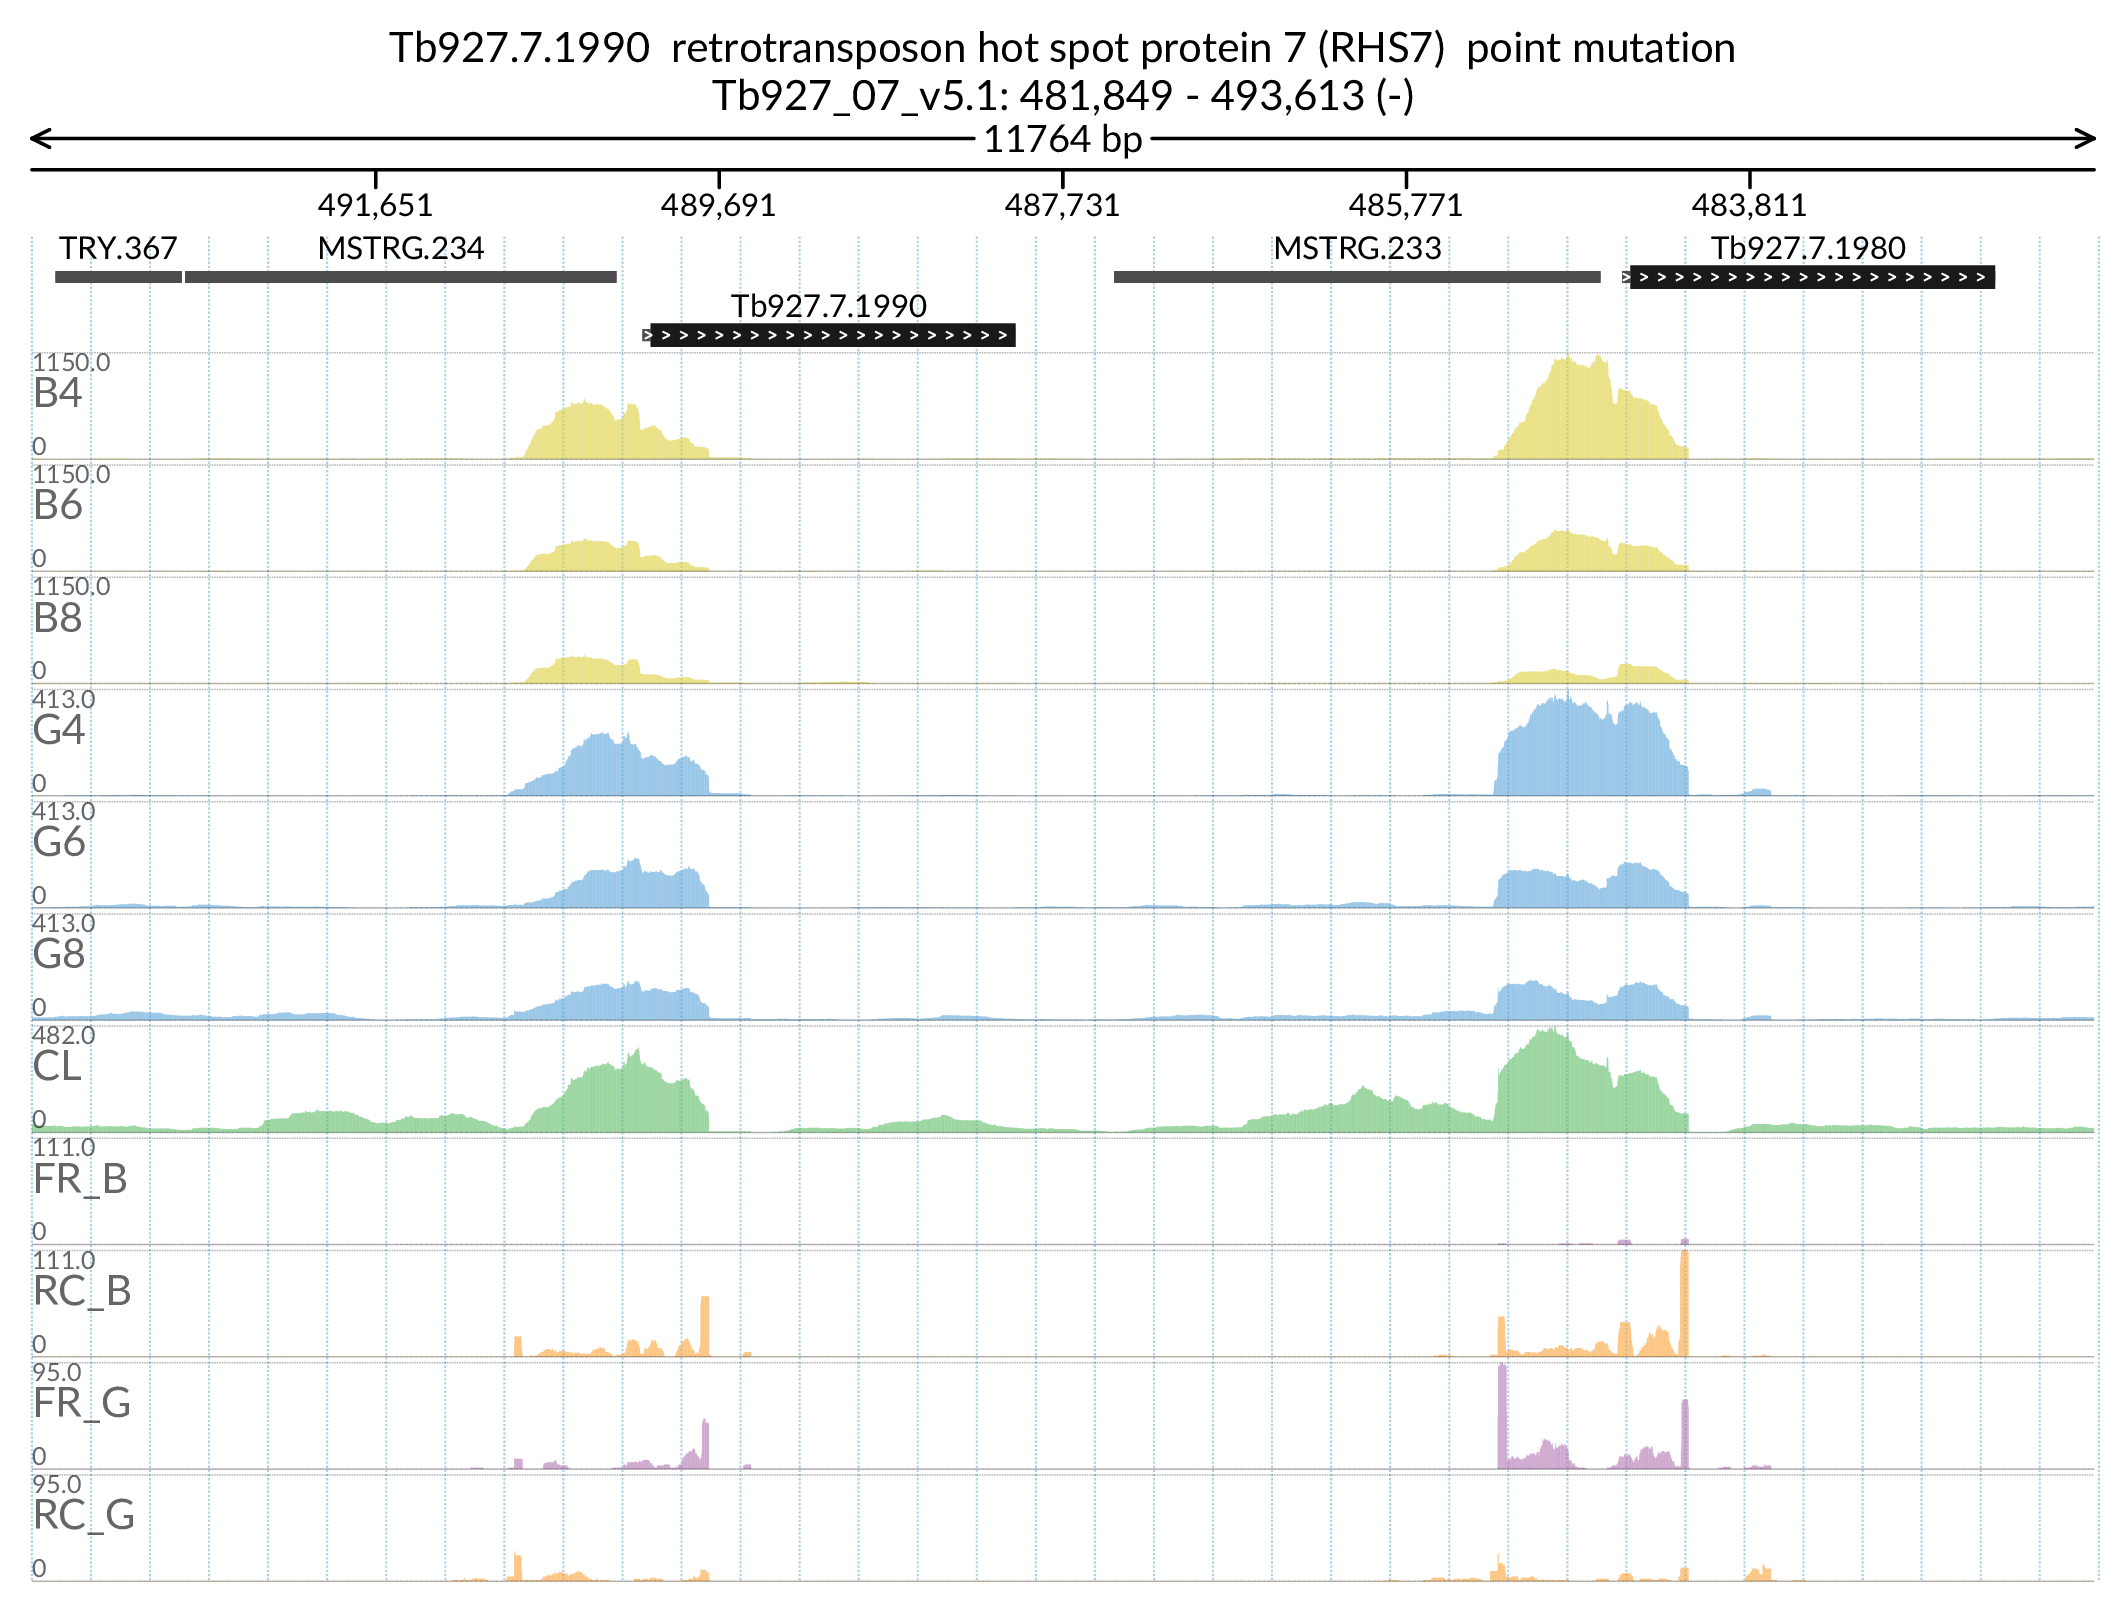 Tb927.7.1990 retrotransposon hot spot protein 7 (RHS7) point mutation
Tb927_07_v5.1: 481,849 - 493,613 (-)
11764 bp
491,651 489,691 487,731 485,771 483,811
TRY.367 MSTRG.234 MSTRG.233 Tb927.7.1980
Tb927.7.1990
1150.0
B4
0
1150.0
B6
0
1150.0
B8
0
413.0
G4
0
413.0
G6
0
413.0
G8
0
482.0
CL
0
111.0
FR_B
0
111.0
RC_B
0
95.0
FR_G
0
95.0
RC_G
0